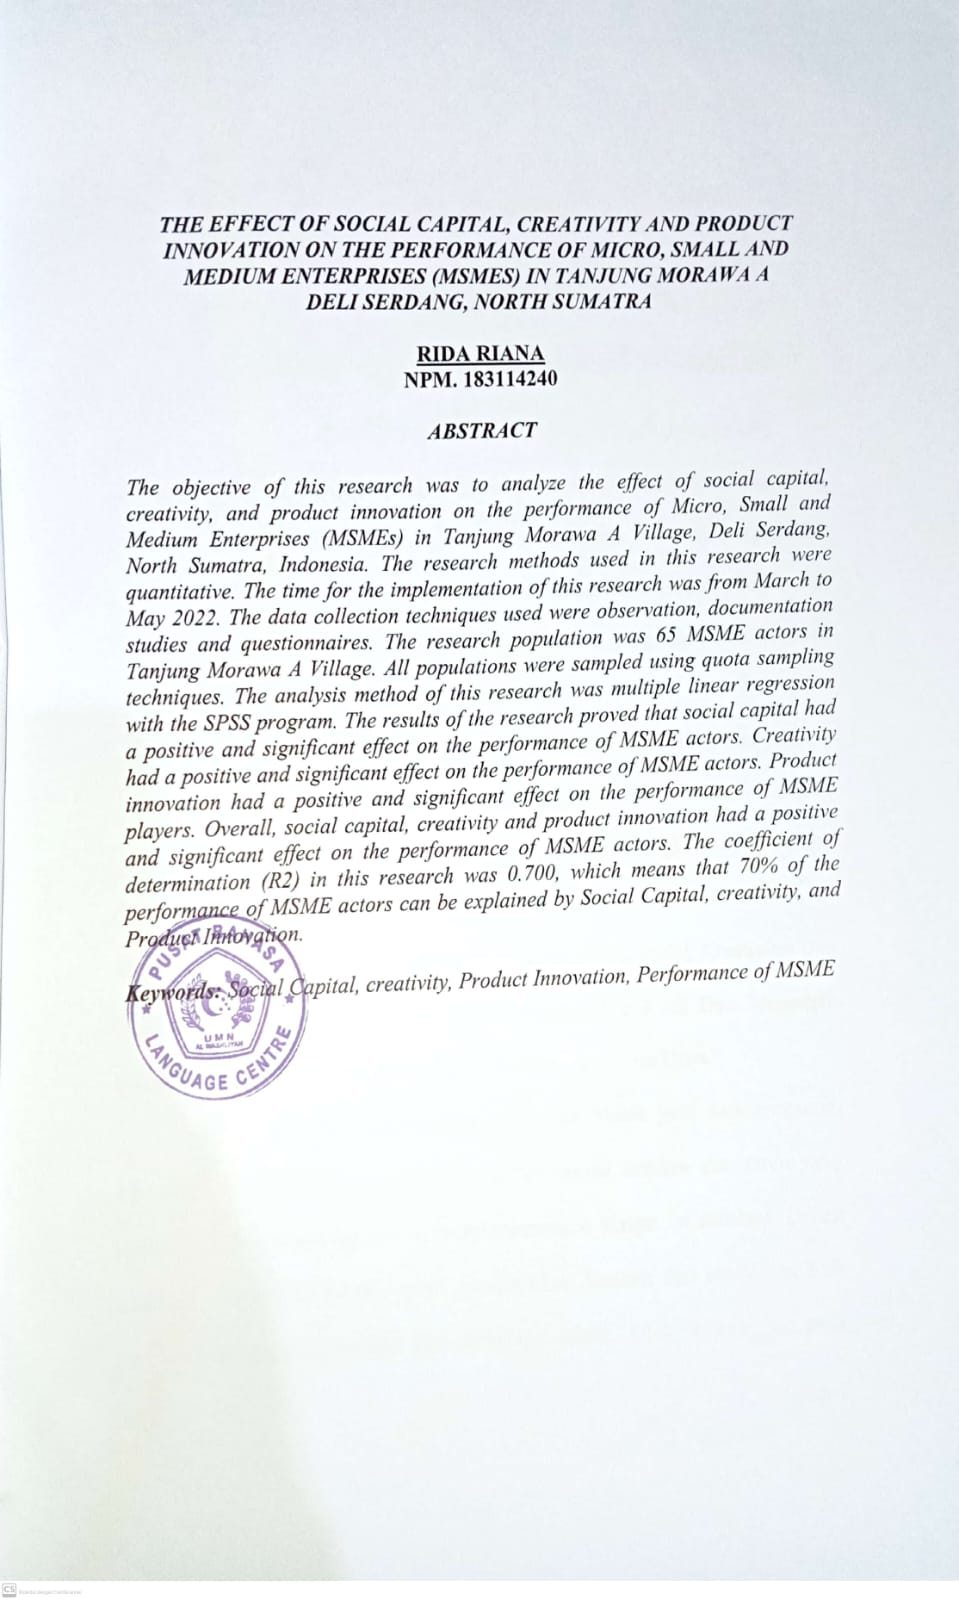 THE EFFECT OF SOCIAL CAPITAL, CREATIVITY AND PRODUCT
INNOVATION ON THE PERFORMANCE OF MICRO, SMALL AND
MEDIUM ENTERPRISES (MSMES) IN TANJUNG MORAWA A
DELI SERDANG, NORTH SUMATRA
RIDA RIANA
NPM. 183114240
ABSTRACT
The objective of this research was to analyze the effect of social capital,
creativity, and product innovation on the performance of Micro, Small and
Medium Enterprises (MSMEs) in Tanjung Morawa A Village, Deli Serdang,
North Sumatra, Indonesia. The research methods used in this research were
quantitative. The time for the implementation of this research was from March to
May 2022. The data collection techniques used were observation, documentation
studies and questionnaires. The research population was 65 MSME actors in
Tanjung Morawa A Village. All populations were sampled using quota sampling
techniques. The analysis method of this research was multiple linear regression
with the SPSS program. The results of the research proved that social capital had
a positive and significant effect on the performance of MSME actors. Creativity
had a positive and significant effect on the performance of MSME actors. Product
innovation had a positive and significant effect on the performance of MSME
players. Overall, social capital, creativity and product innovation had a positive
and significant effect on the performance of MSME actors. The coefficient of
determination (R2) in this research was 0.700, which means that 70% of the
performance of MSME actors can be explained by Social Capital, creativity, and
Product Innovation.
Keywords: Social Capital, creativity, Product Innovation, Performance of MSME
PUSAT BAHASA
UMN
AL WASHLIYAH
LANGUAGE CENTRE
CS